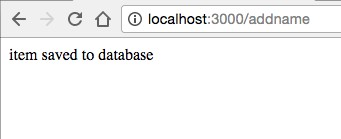 localhost:3000/addname
item saved to database